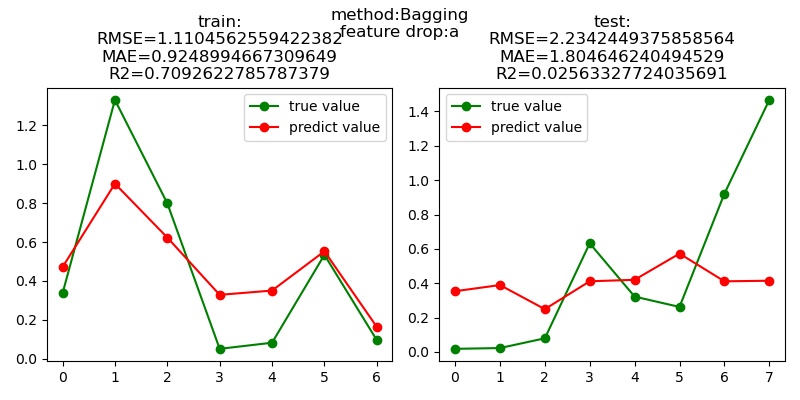 method:Bagging
feature drop:a
train:
RMSE=1.1104562559422382
MAE=0.9248994667309649
R2=0.7092622785787379
true value
predict value
1.2
1.0
0.8
0.6
0.4
0.2
0.0
0 1 2 3 4 5 6
test:
RMSE=2.2342449375858564
MAE=1.804646240494529
R2=0.02563327724035691
true value
predict value
1.4
1.2
1.0
0.8
0.6
0.4
0.2
0.0
0 1 2 3 4 5 6 7